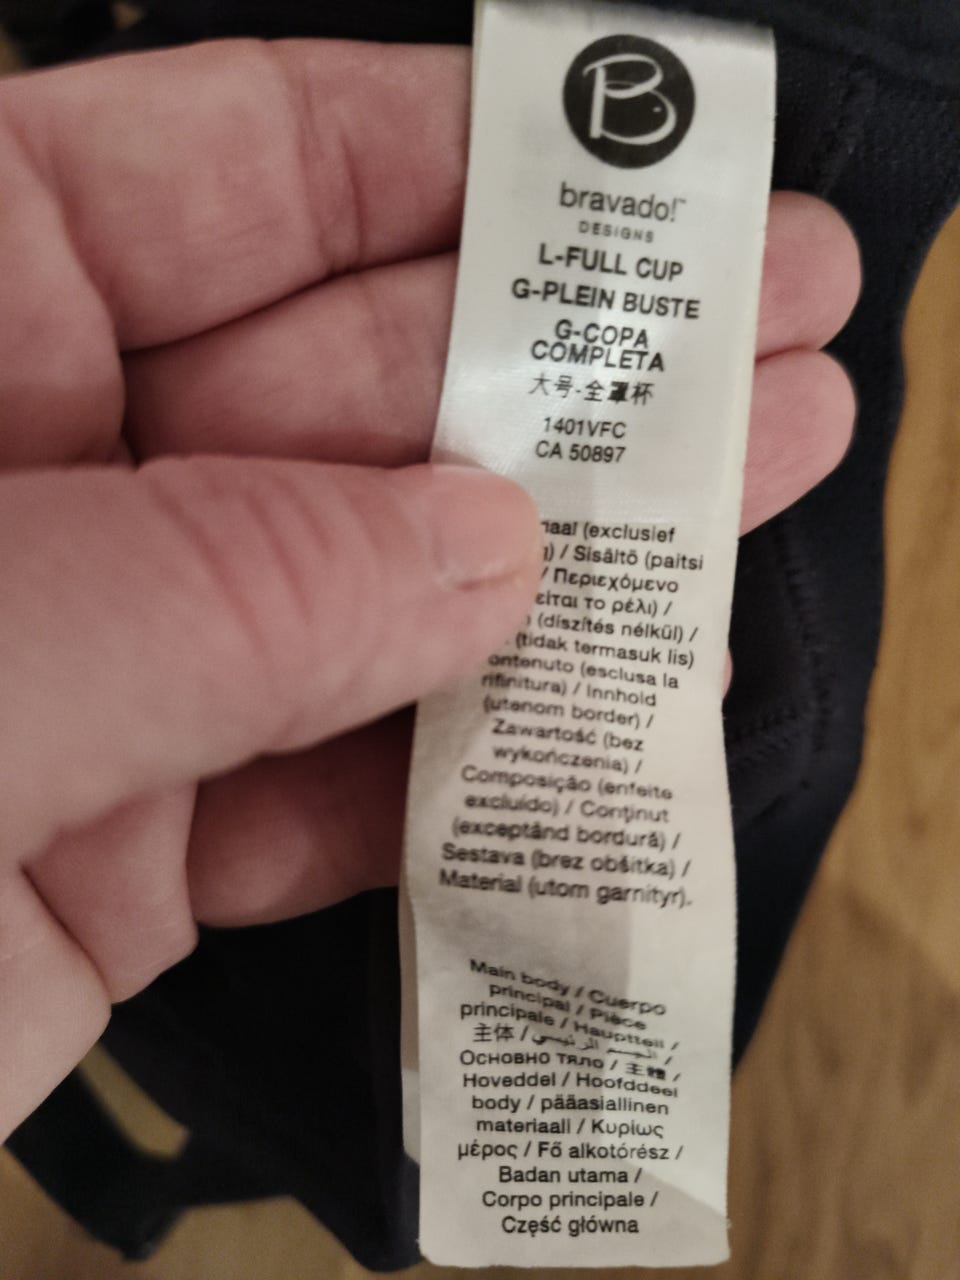 B
bravado!™
DESIGNS
L-FULL CUP
G-PLEIN BUSTE
G-COPA
COMPLETA
大号-全罩杯
1401VFC
CA 50897
(exclusief
/ Sisältö (paitsi
/ Περιεχόμενο
το ρέλι) /
(díszítés nélkül) /
(tidak termasuk lis)
(esclusa la
rifinitura) / Innhold
(utenom border) /
Zawartość (bez
wykończenia) /
Composição (enfeite
excluído) / Conţinut
(exceptând bordură) /
Sestava (brez obšitka) /
Material (utom garnityr).
Main body / Cuerpo
principal / Pièce
principale / Hauptteil /
主体 / الجسم الرئيسي /
Основно тяло / 主體 /
Hoveddel / Hoofddeel
body / pääasiallinen
materiaali / Κυρίως
μέρος / Fő alkotórész /
Badan utama /
Corpo principale /
Część główna